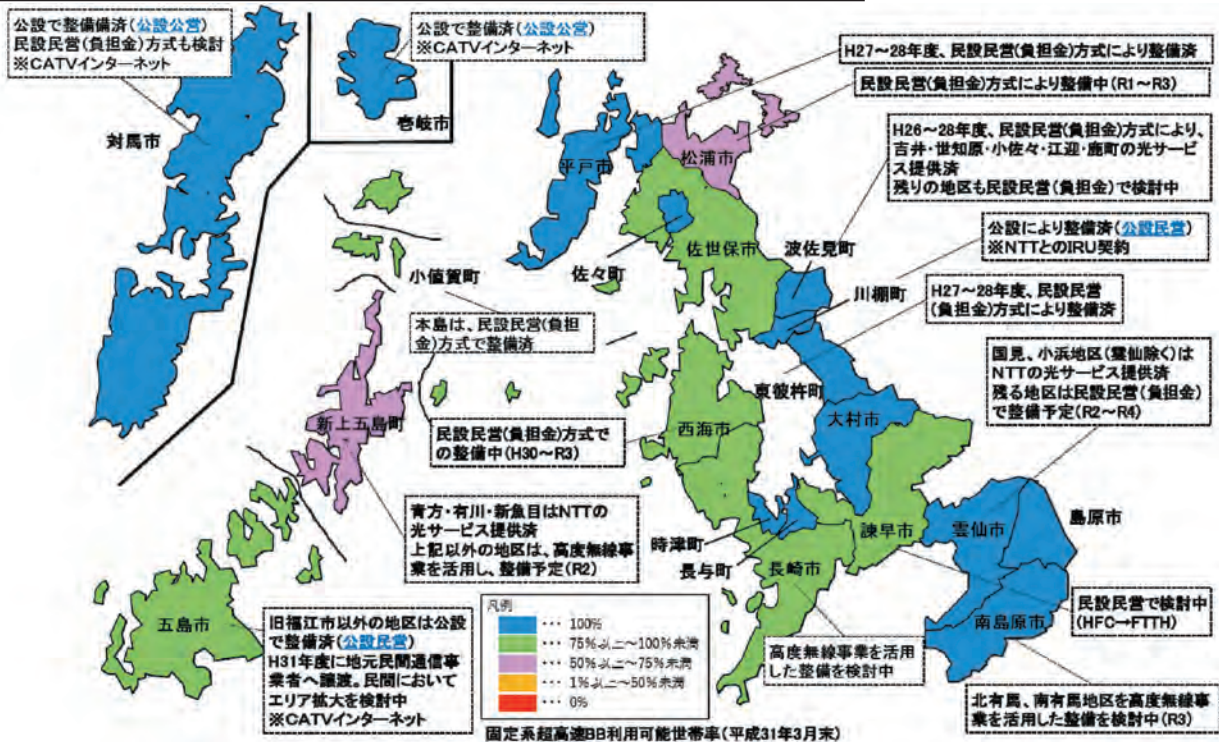 公設で整備備済(公設公営)
民設民営(負担金)方式も検討
※CATVインターネット
対馬市
公設で整備済(公設公営)
※CATVインターネット
壱岐市
H27～28年度、民設民営(負担金)方式により整備済
民設民営(負担金)方式により整備中(R1～R3)
H26～28年度、民設民営(負担金)方式により、
吉井・世知原・小佐々・江迎・鹿町の光サービ
ス提供済
残りの地区も民設民営(負担金)で検討中
公設により整備済(公設民営)
※NTTとのIRU契約
H27～28年度、民設民営
(負担金)方式により整備済
国見、小浜地区(雲仙除く)は
NTTの光サービス提供済
残る地区は民設民営(負担金)
で整備予定(R2～R4)
平戸市
松浦市
佐世保市
佐々町
波佐見町
川棚町
小値賀町
本島は、民設民営(負担
金)方式で整備済
東彼杵町
大村市
西海市
新上五島町
民設民営(負担金)方式で
の整備中(H30～R3)
青方・有川・新魚目はNTTの
光サービス提供済
上記以外の地区は、高度無線事
業を活用し、整備予定(R2)
時津町
長与町
長崎市
諫早市
雲仙市
島原市
南島原市
民設民営で検討中
(HFC→FTTH)
五島市
旧福江市以外の地区は公設
で整備済(公設民営)
H31年度に地元民間通信事
業者へ譲渡。民間において
エリア拡大を検討中
※CATVインターネット
凡例
・・・ 100%
・・・ 75%以上～100%未満
・・・ 50%以上～75%未満
・・・ 1%以上～50%未満
・・・ 0%
高度無線事業を活用
した整備を検討中
北有馬、南有馬地区を高度無線事
業を活用した整備を検討中(R3)
固定系超高速BB利用可能世帯率(平成31年3月末)